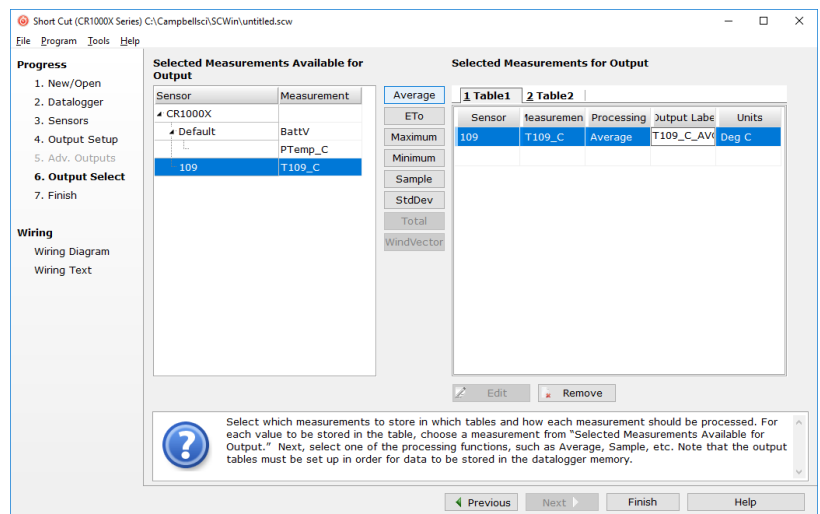 Short Cut (CR1000X Series) C:\Campbellsci\SCWin\untitled.scw
File Program Tools Help
Progress
1. New/Open
2. Datalogger
3. Sensors
4. Output Setup
5. Adv. Outputs
6. Output Select
7. Finish
Wiring
Wiring Diagram
Wiring Text
Selected Measurements Available for
Output
Sensor Measurement
CR1000X
Default BattV
PTemp_C
109 T109_C
Average
ETo
Maximum
Minimum
Sample
StdDev
Total
WindVector
Selected Measurements for Output
1 Table1 2 Table2
Sensor Measuremen Processing Output Labe Units
109 T109_C Average T109_C_AV Deg C
Edit Remove
Select which measurements to store in which tables and how each measurement should be processed. For
each value to be stored in the table, choose a measurement from "Selected Measurements Available for
Output." Next, select one of the processing functions, such as Average, Sample, etc. Note that the output
tables must be set up in order for data to be stored in the datalogger memory.
Previous Next Finish Help